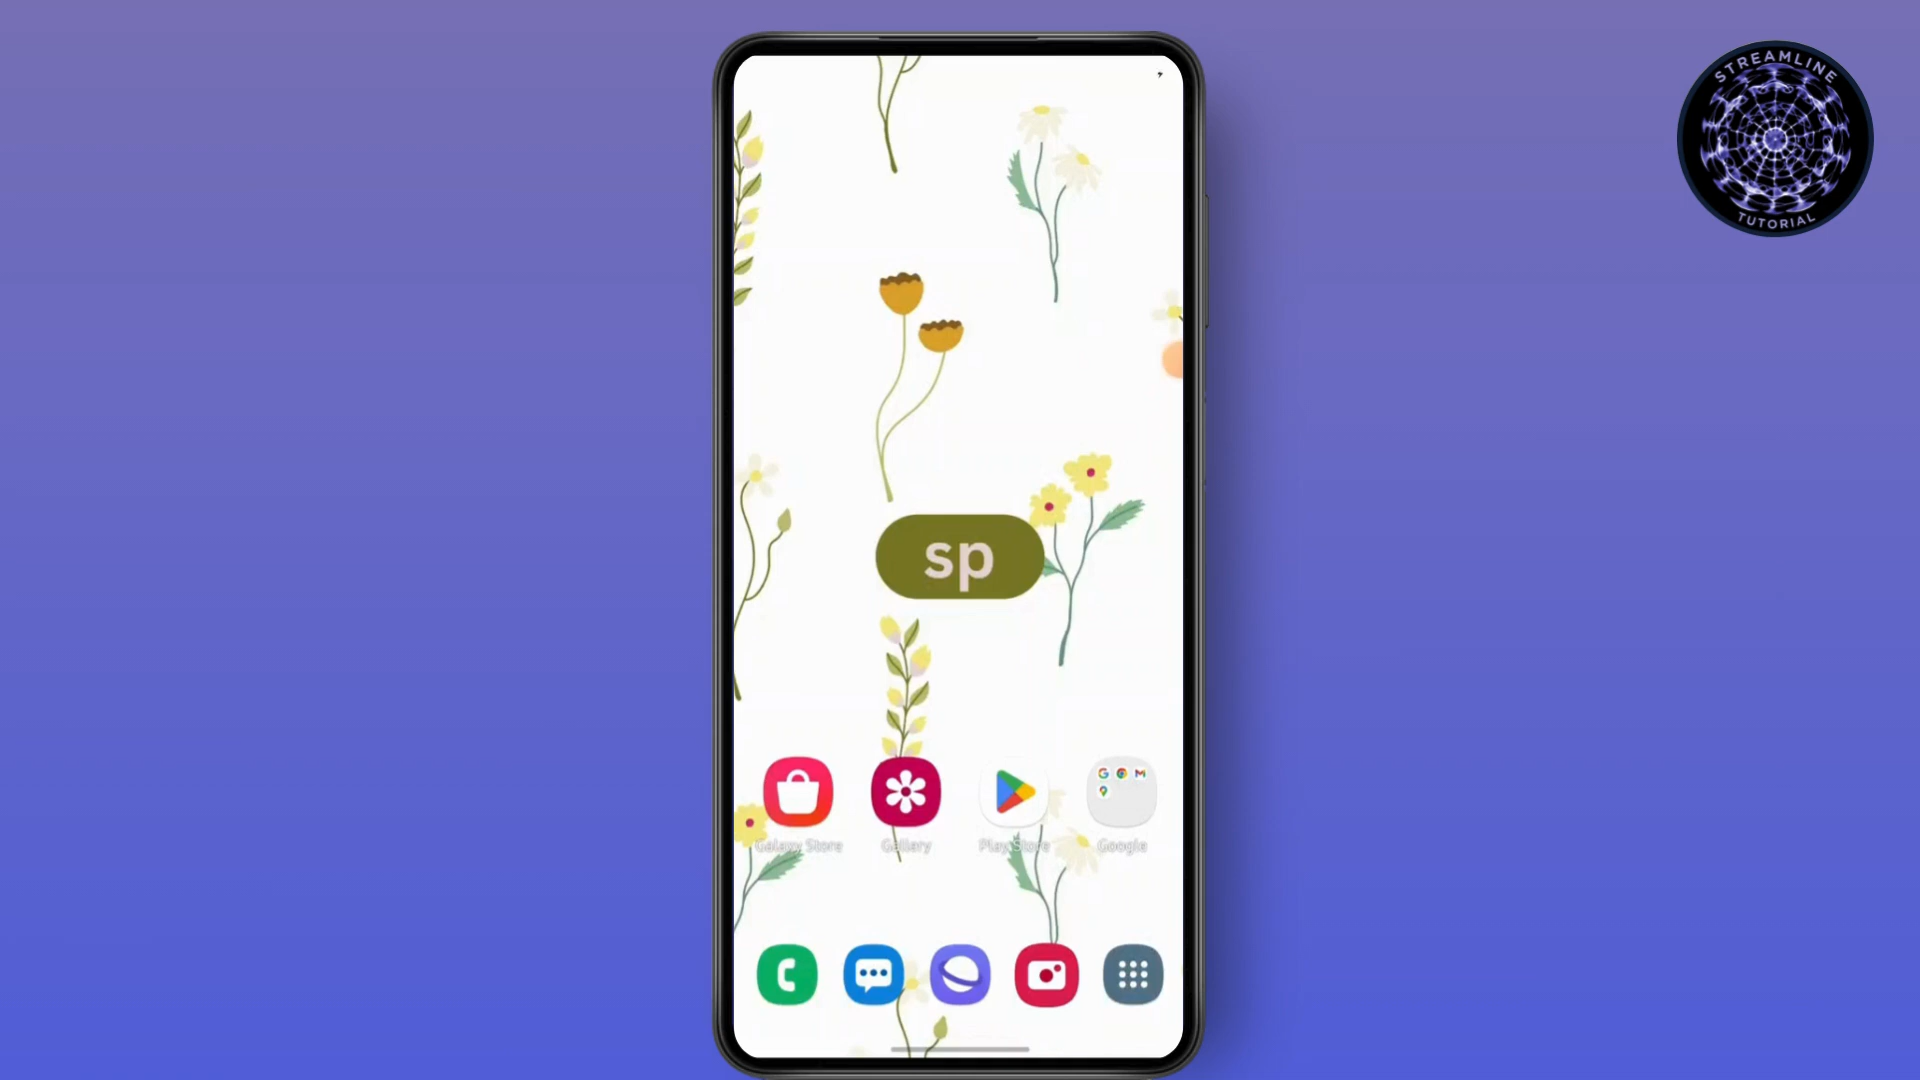 STREAMLINE
TUTORIAL
sp
Galaxy Store
Gallery
Play Store
Google